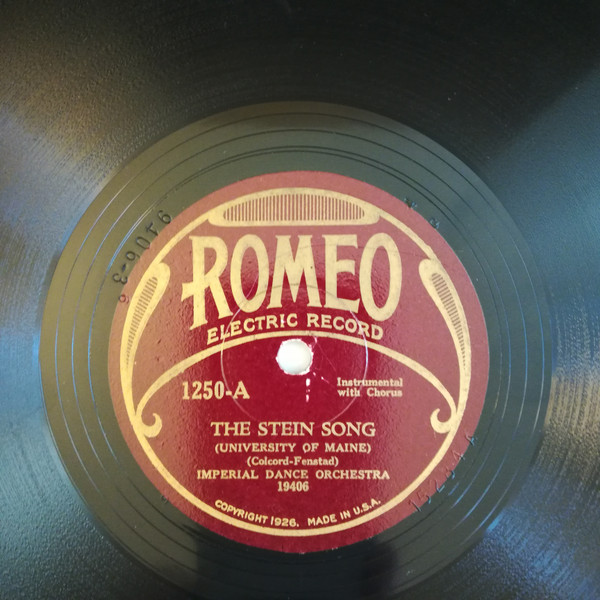 ROMEO
ELECTRIC RECORD
1250-A
Instrumental
with Chorus
THE STEIN SONG
(UNIVERSITY OF MAINE)
(Colcord-Fenstad)
IMPERIAL DANCE ORCHESTRA
19406
COPYRIGHT 1926. MADE IN U.S.A.